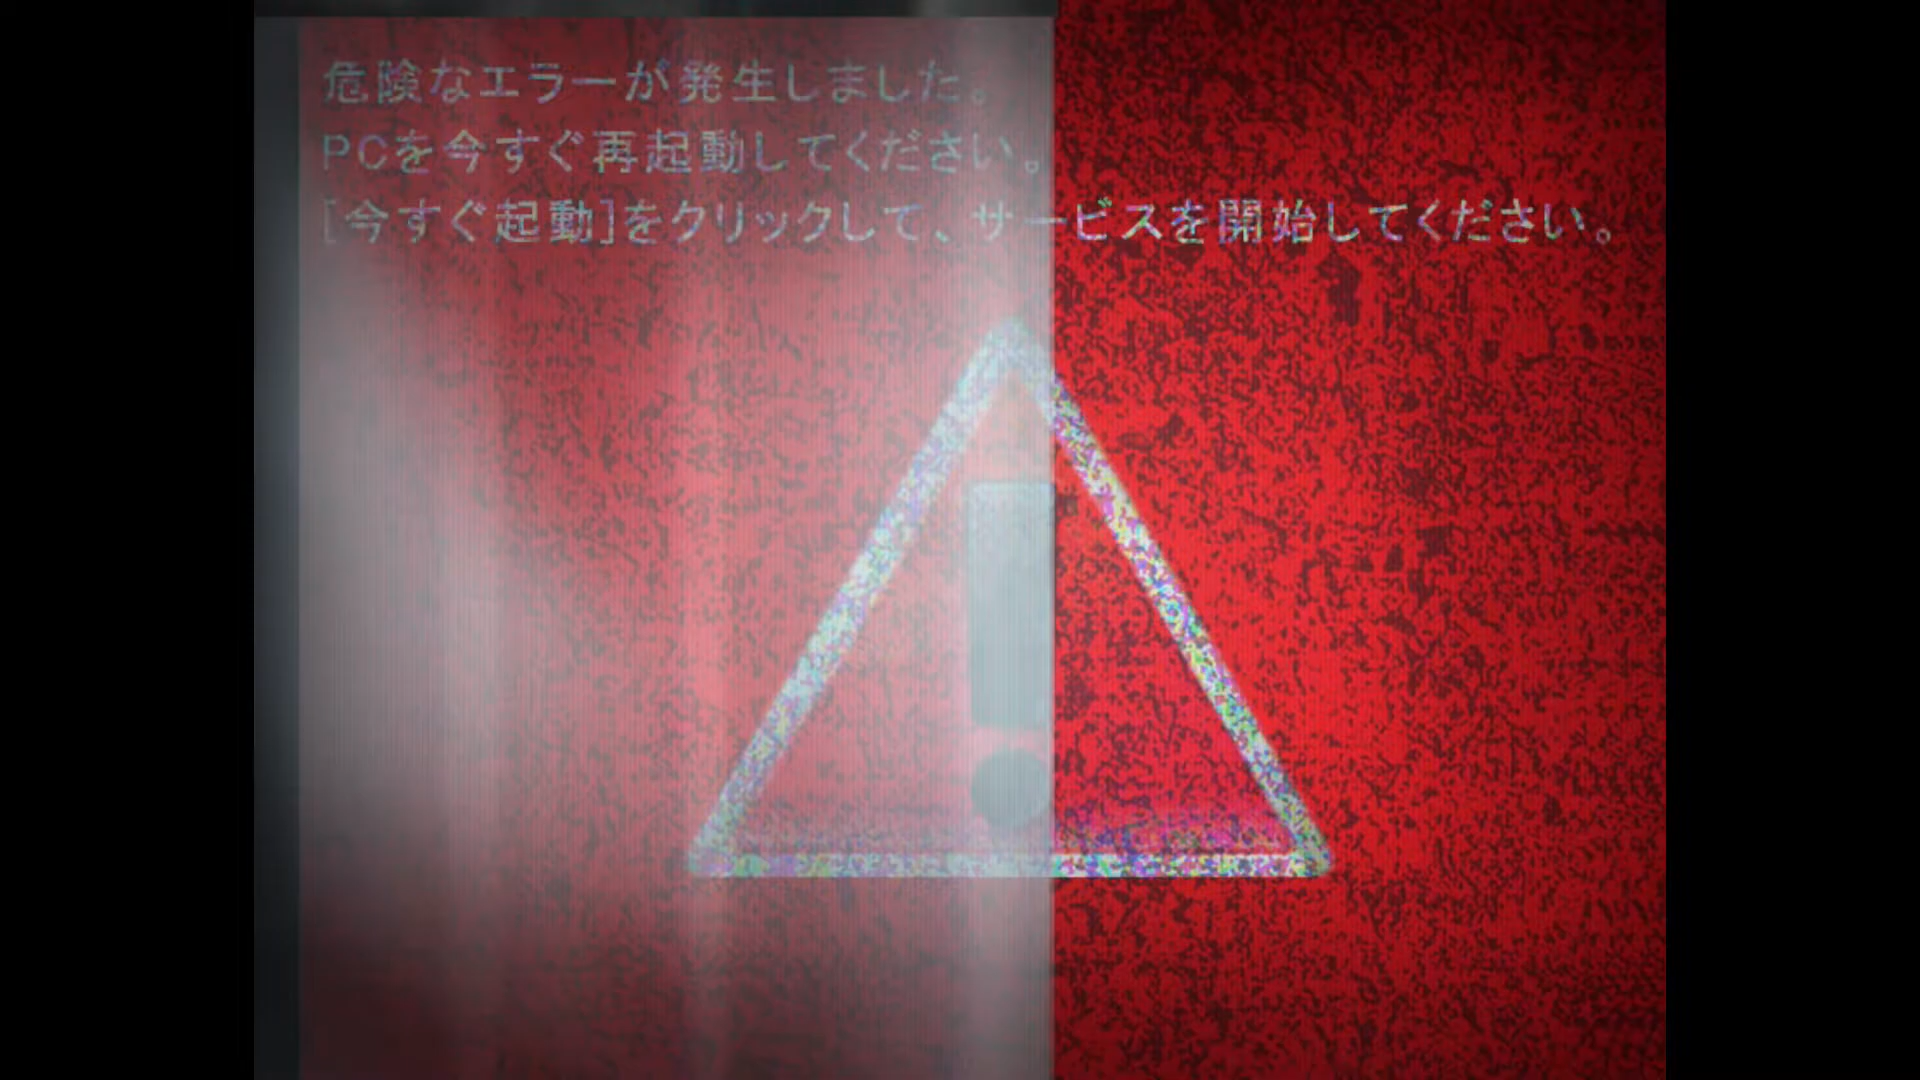 危険なエラーが発生しました。
PCを今すぐ再起動してください。
[今すぐ起動]をクリックして、サービスを開始してください。